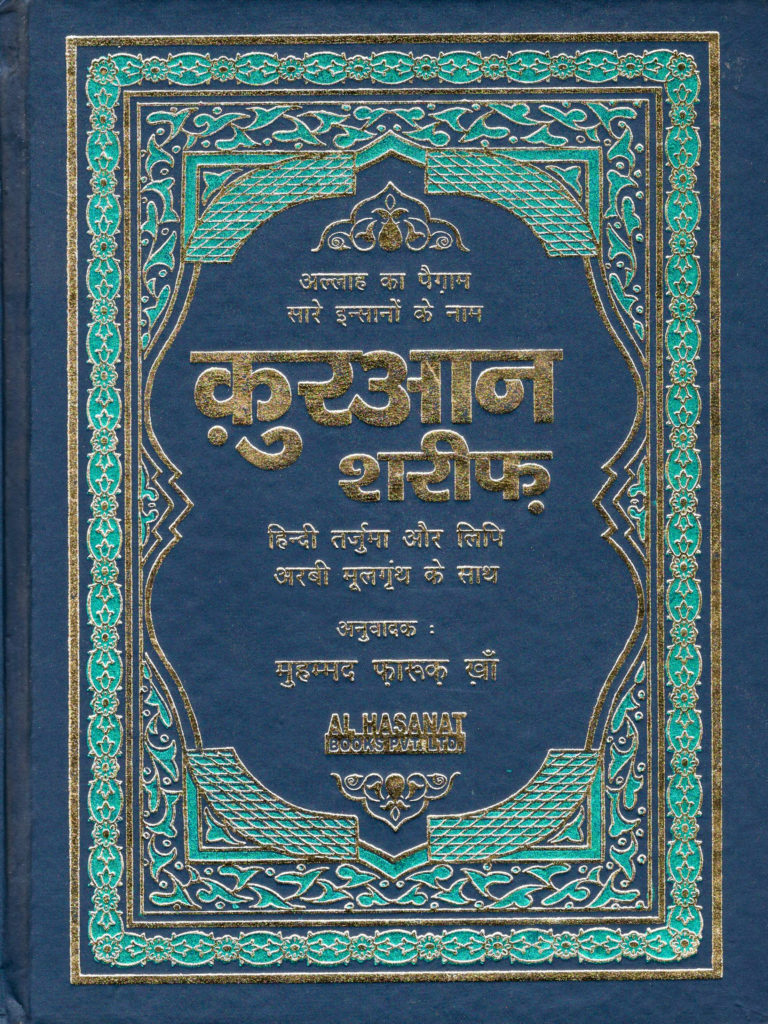 अल्लाह का पैग़ाम
सारे इन्सानों के नाम
क़ुरआन
शरीफ़
हिन्दी तर्जुमा और लिपि
अरबी मूलगृंथ के साथ
अनुवादक :
मुहम्मद फ़ारूक़ ख़ाँ
AL HASANAT
BOOKS PVT. LTD.